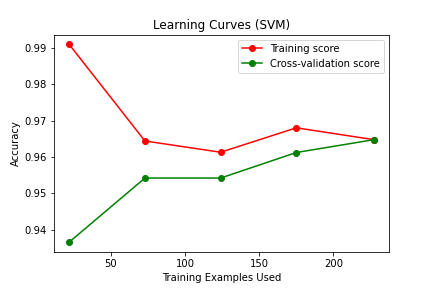 Learning Curves (SVM)
Training score
Cross-validation score
0.99
0.98
0.97
0.96
0.95
0.94
Accuracy
50
100
150
200
Training Examples Used